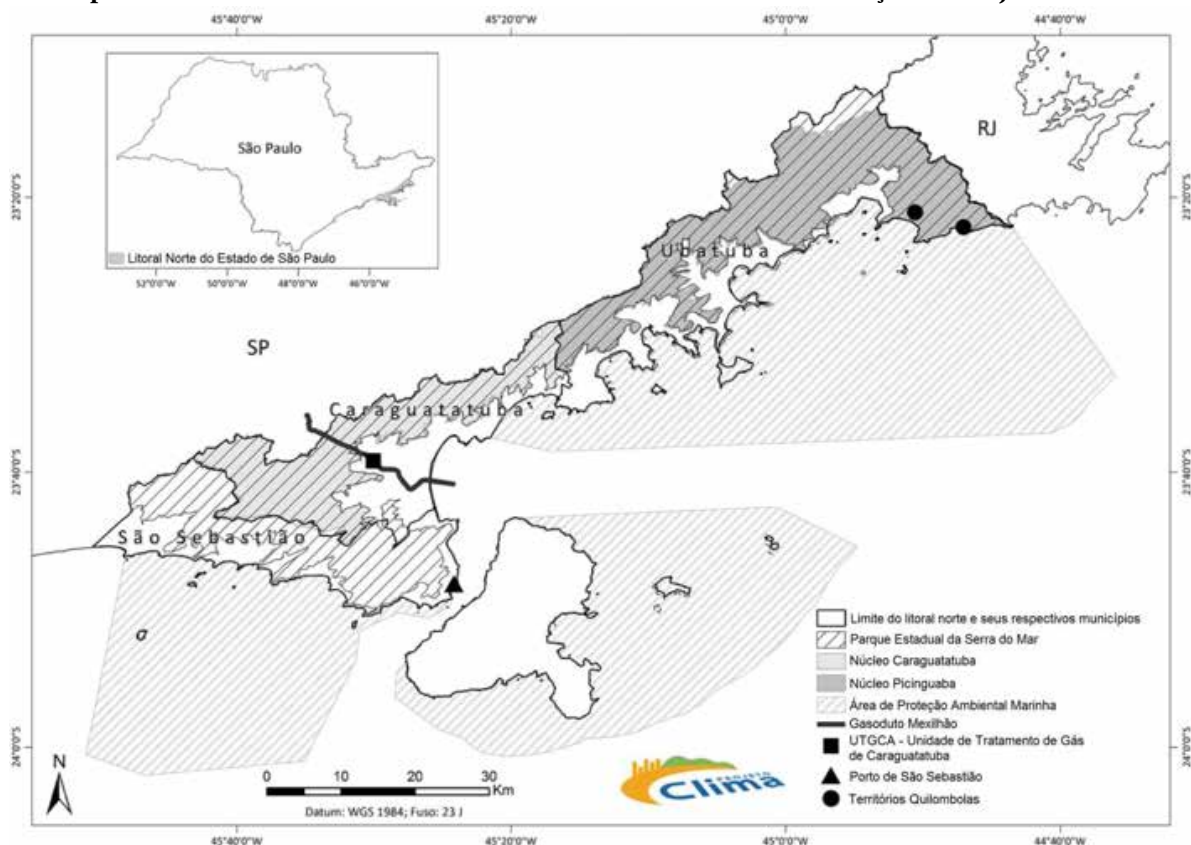 45°40'0"W 45°20'0"W 45°0'0"W 44°40'0"W
São Paulo
Litoral Norte do Estado de São Paulo
52°0'0"W 50°0'0"W 48°0'0"W 46°0'0"W
RJ
23°20'0"S 23°20'0"S
Ubatuba
SP
Caraguatatuba
23°40'0"S 23°40'0"S
São Sebastião
Limite do litoral norte e seus respectivos municípios
Parque Estadual da Serra do Mar
Núcleo Caraguatatuba
Núcleo Picinguaba
Área de Proteção Ambiental Marinha
Gasoduto Mexilhão
24°0'0"S 24°0'0"S
UTGCA - Unidade de Tratamento de Gás
de Caraguatatuba
Porto de São Sebastião
Territórios Quilombolas
N
0 10 20 30
Km
Datum: WGS 1984; Fuso: 23 J
PROJETO
Clima
45°40'0"W 45°20'0"W 45°0'0"W 44°40'0"W